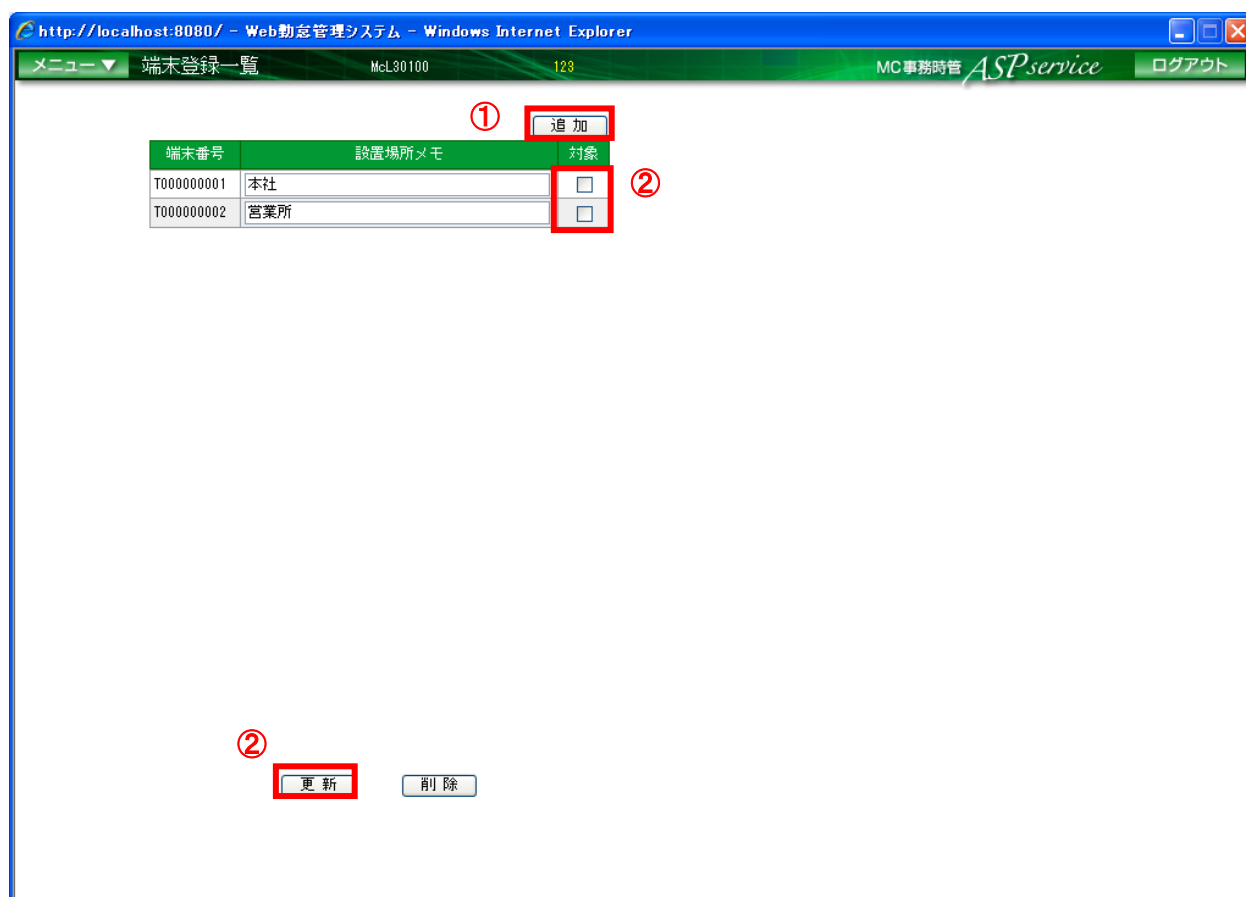 http://localhost:8080/ - Web勤怠管理システム - Windows Internet Explorer
メニュー▼ 端末登録一覧 McL30100 123 MC事務時管 ASPservice ログアウト
① 追 加
端末番号 設置場所メモ 対象
T000000001 本社 ②
T000000002 営業所
②
更 新 削 除